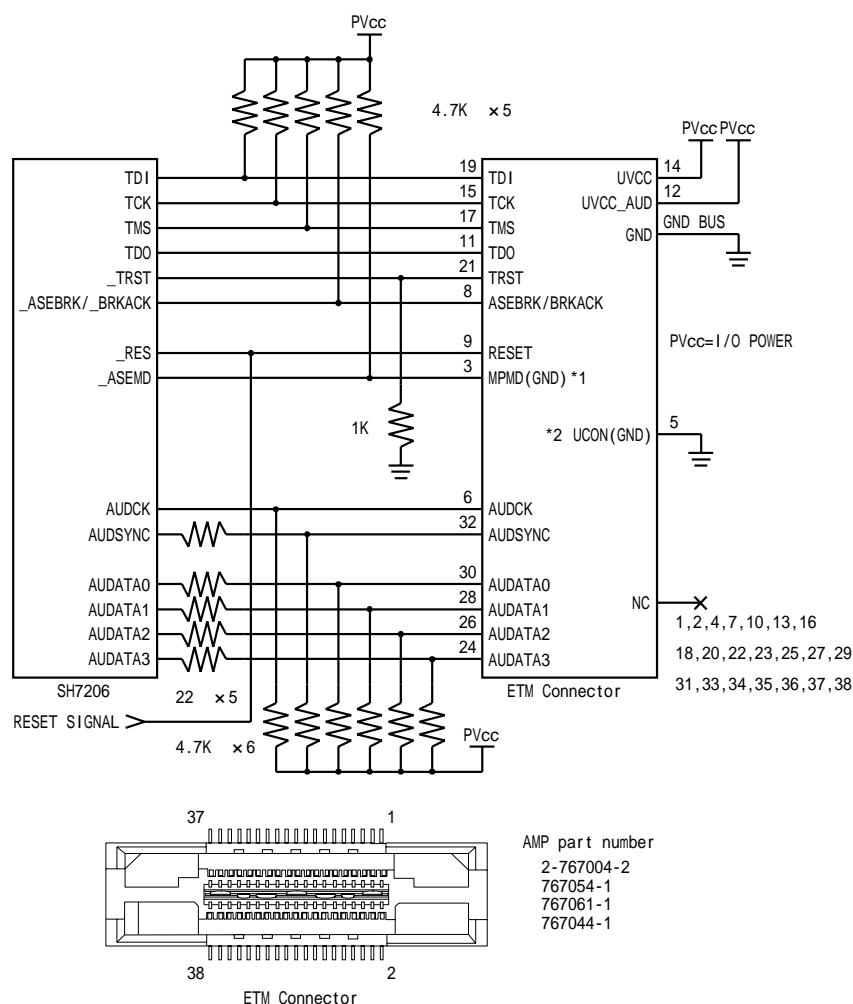 PVcc
4.7K ×5
PVcc PVcc
TDI 19 TDI UVCC 14
TCK 15 TCK UVCC_AUD 12
TMS 17 TMS GND GND BUS
TDO 11 TDO
_TRST 21 TRST
_ASEBRK/_BRKACK 8 ASEBRK/BRKACK
_RES 9 RESET PVcc=I/O POWER
_ASEMD 3 MPMD(GND) *1
1K *2 UCON(GND) 5
AUDCK 6 AUDCK
AUDSYNC 32 AUDSYNC
AUDATA0 30 AUDATA0 NC
AUDATA1 28 AUDATA1 1,2,4,7,10,13,16
AUDATA2 26 AUDATA2 18,20,22,23,25,27,29
AUDATA3 24 AUDATA3 31,33,34,35,36,37,38
SH7206 22 ×5 ETM Connector
RESET SIGNAL
4.7K ×6 PVcc
37 1
AMP part number
2-767004-2
767054-1
767061-1
767044-1
38 2
ETM Connector